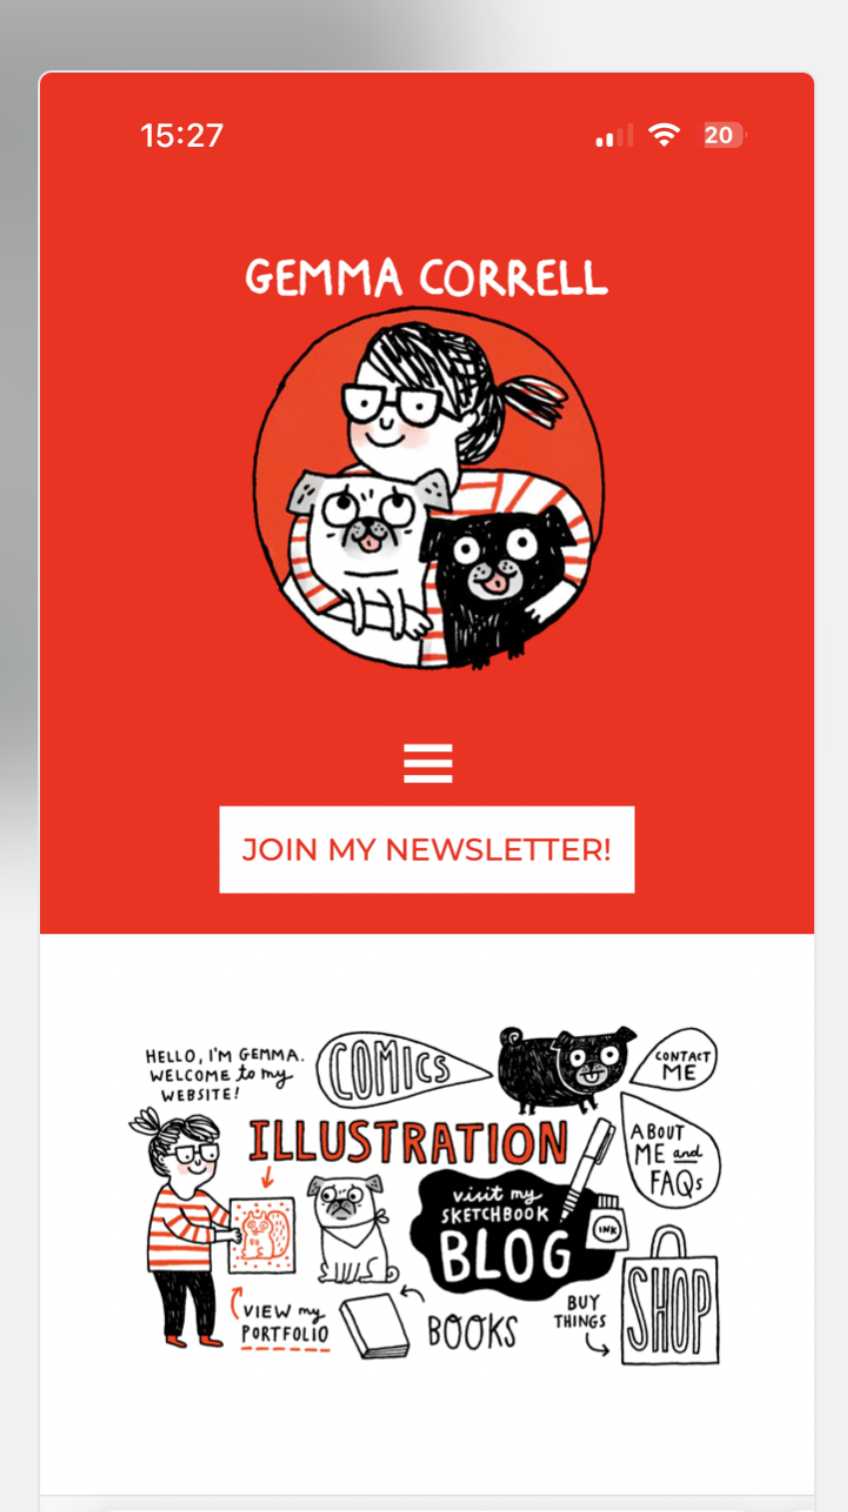 15:27
20
GEMMA CORRELL
JOIN MY NEWSLETTER!
HELLO, I'M GEMMA.
WELCOME to my
WEBSITE!
COMICS
CONTACT
ME
ILLUSTRATION
ABOUT
ME and
FAQs
visit my
SKETCHBOOK
BLOG
INK
VIEW my
PORTFOLIO
BOOKS
BUY
THINGS
SHOP